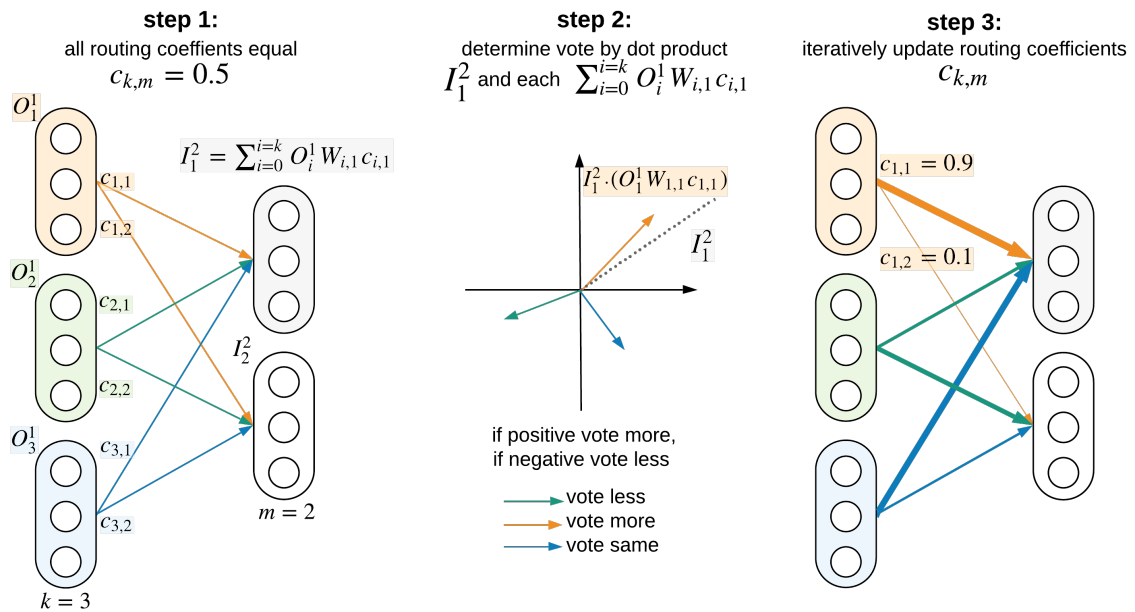 step 1:
all routing coeffients equal
$c_{k,m} = 0.5$
$O_1^1$
$I_1^2 = \sum_{i=0}^{i=k} O_i^1 W_{i,1} c_{i,1}$
$c_{1,1}$
$c_{1,2}$
$O_2^1$
$c_{2,1}$
$I_2^2$
$c_{2,2}$
$O_3^1$
$c_{3,1}$
$c_{3,2}$
$m = 2$
$k = 3$
step 2:
determine vote by dot product
$I_1^2$ and each $\sum_{i=0}^{i=k} O_i^1 W_{i,1} c_{i,1}$
$I_1^2 \cdot (O_1^1 W_{1,1} c_{1,1})$
$I_1^2$
if positive vote more,
if negative vote less
vote less
vote more
vote same
step 3:
iteratively update routing coefficients
$c_{k,m}$
$c_{1,1} = 0.9$
$c_{1,2} = 0.1$